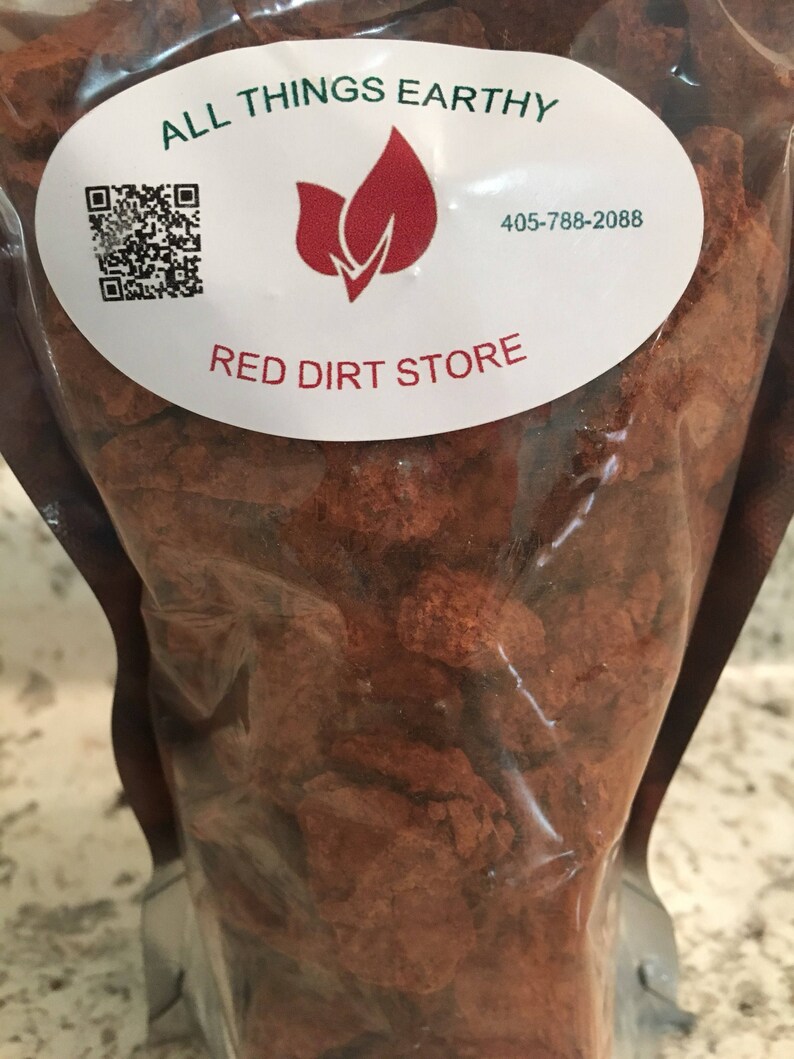 ALL THINGS EARTHY
405-788-2088
RED DIRT STORE